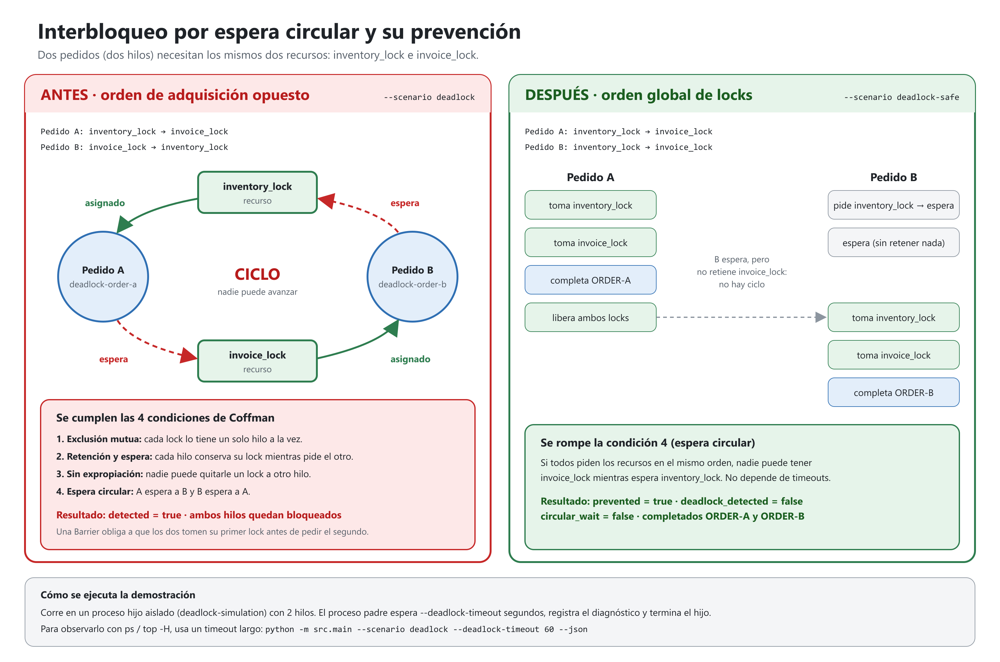 Interbloqueo por espera circular y su prevención
Dos pedidos (dos hilos) necesitan los mismos dos recursos: inventory_lock e invoice_lock.
ANTES · orden de adquisición opuesto
--scenario deadlock
Pedido A: inventory_lock → invoice_lock
Pedido B: invoice_lock → inventory_lock
inventory_lock
recurso
asignado
espera
Pedido A
deadlock-order-a
CICLO
nadie puede avanzar
Pedido B
deadlock-order-b
espera
invoice_lock
recurso
asignado
Se cumplen las 4 condiciones de Coffman
1. Exclusión mutua: cada lock lo tiene un solo hilo a la vez.
2. Retención y espera: cada hilo conserva su lock mientras pide el otro.
3. Sin expropiación: nadie puede quitarle un lock a otro hilo.
4. Espera circular: A espera a B y B espera a A.
Resultado: detected = true · ambos hilos quedan bloqueados
Una Barrier obliga a que los dos tomen su primer lock antes de pedir el segundo.
DESPUÉS · orden global de locks
--scenario deadlock-safe
Pedido A: inventory_lock → invoice_lock
Pedido B: inventory_lock → invoice_lock
Pedido A
Pedido B
toma inventory_lock
pide inventory_lock → espera
toma invoice_lock
espera (sin retener nada)
B espera, pero
no retiene invoice_lock:
no hay ciclo
completa ORDER-A
libera ambos locks
toma inventory_lock
toma invoice_lock
completa ORDER-B
Se rompe la condición 4 (espera circular)
Si todos piden los recursos en el mismo orden, nadie puede tener
invoice_lock mientras espera inventory_lock. No depende de timeouts.
Resultado: prevented = true · deadlock_detected = false
circular_wait = false · completados ORDER-A y ORDER-B
Cómo se ejecuta la demostración
Corre en un proceso hijo aislado (deadlock-simulation) con 2 hilos. El proceso padre espera --deadlock-timeout segundos, registra el diagnóstico y termina el hijo.
Para observarlo con ps / top -H, usa un timeout largo: python -m src.main --scenario deadlock --deadlock-timeout 60 --json